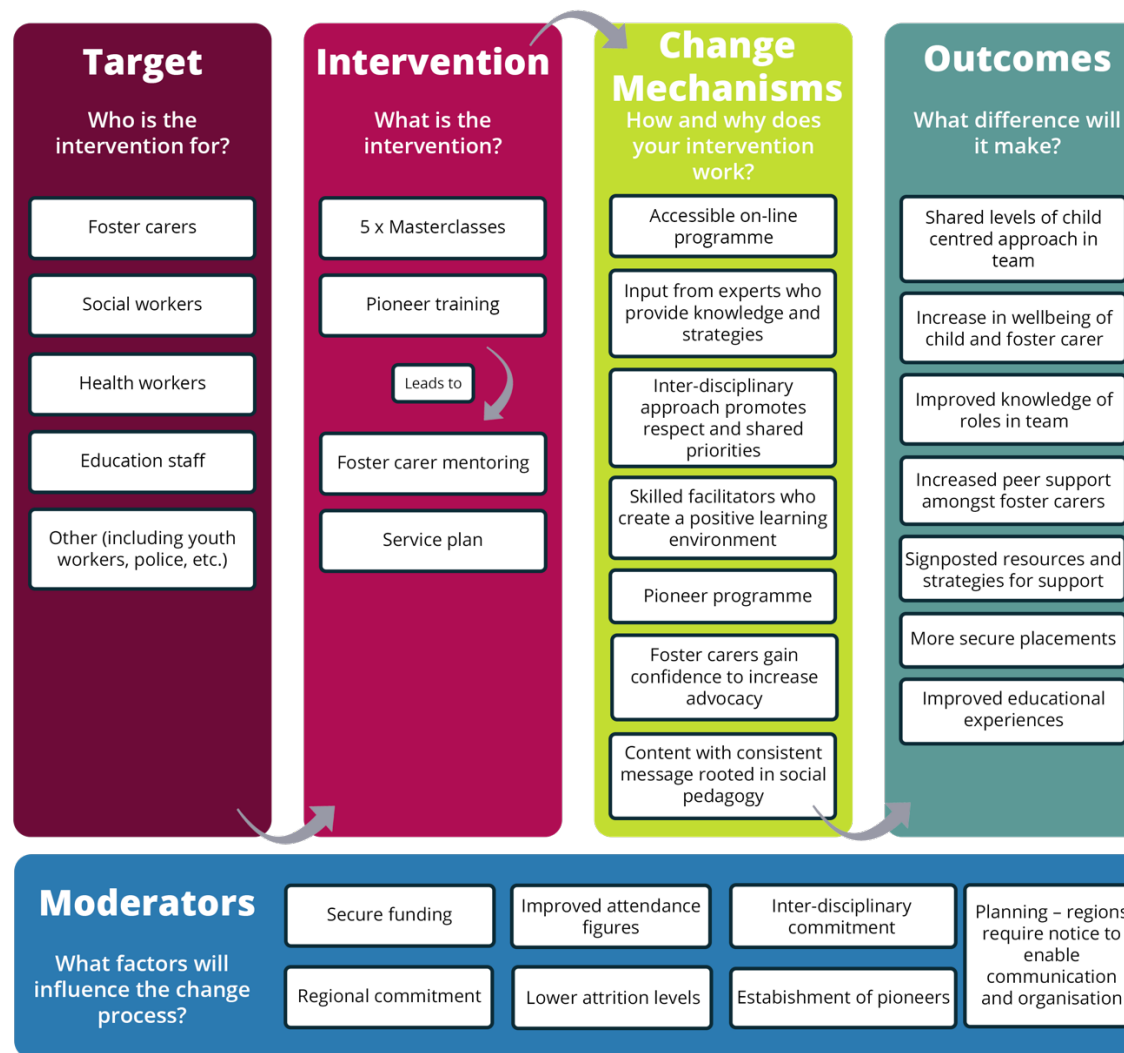 Target
Who is the
intervention for?
Foster carers
Social workers
Health workers
Education staff
Other (including youth
workers, police, etc.)
Intervention
What is the
intervention?
5 x Masterclasses
Pioneer training
Leads to
Foster carer mentoring
Service plan
Change
Mechanisms
How and why does
your intervention
work?
Accessible on-line
programme
Input from experts who
provide knowledge and
strategies
Inter-disciplinary
approach promotes
respect and shared
priorities
Skilled facilitators who
create a positive learning
environment
Pioneer programme
Foster carers gain
confidence to increase
advocacy
Content with consistent
message rooted in social
pedagogy
Outcomes
What difference will
it make?
Shared levels of child
centred approach in
team
Increase in wellbeing of
child and foster carer
Improved knowledge of
roles in team
Increased peer support
amongst foster carers
Signposted resources and
strategies for support
More secure placements
Improved educational
experiences
Moderators
What factors will
influence the change
process?
Secure funding
Improved attendance
figures
Inter-disciplinary
commitment
Regional commitment
Lower attrition levels
Estabishment of pioneers
Planning – regions
require notice to
enable
communication
and organisation